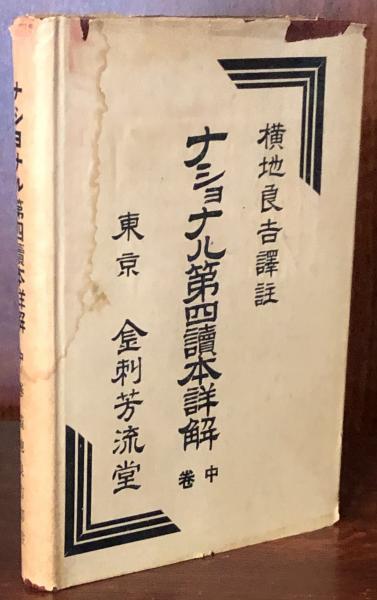 横地良吉譯註
ナショナル第四讀本詳解
中卷
東京 金刺芳流堂
ナショナル第四讀本詳解